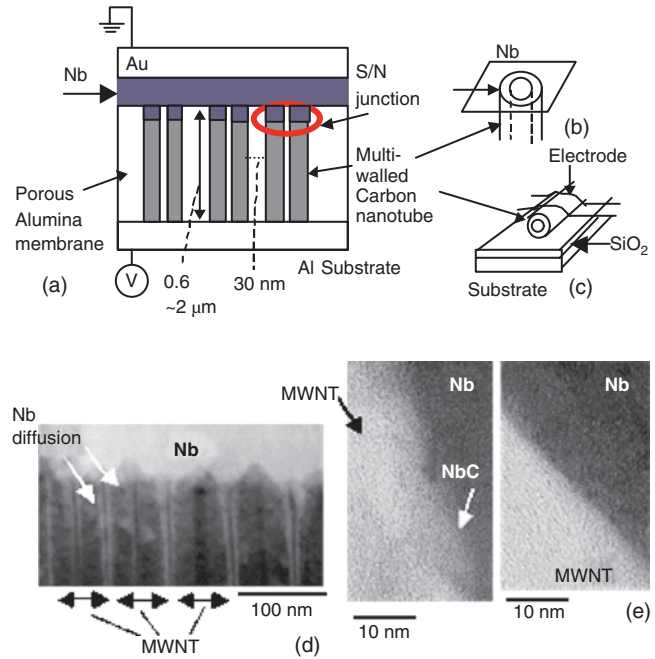 Au
Nb
S/N
junction
Multi-
walled
Carbon
nanotube
Porous
Alumina
membrane
V
0.6
~2 μm
30 nm
Al Substrate
(a)
Nb
(b)
Electrode
SiO2
Substrate
(c)
Nb
diffusion
Nb
MWNT
100 nm
(d)
MWNT
Nb
NbC
10 nm
Nb
MWNT
10 nm
(e)